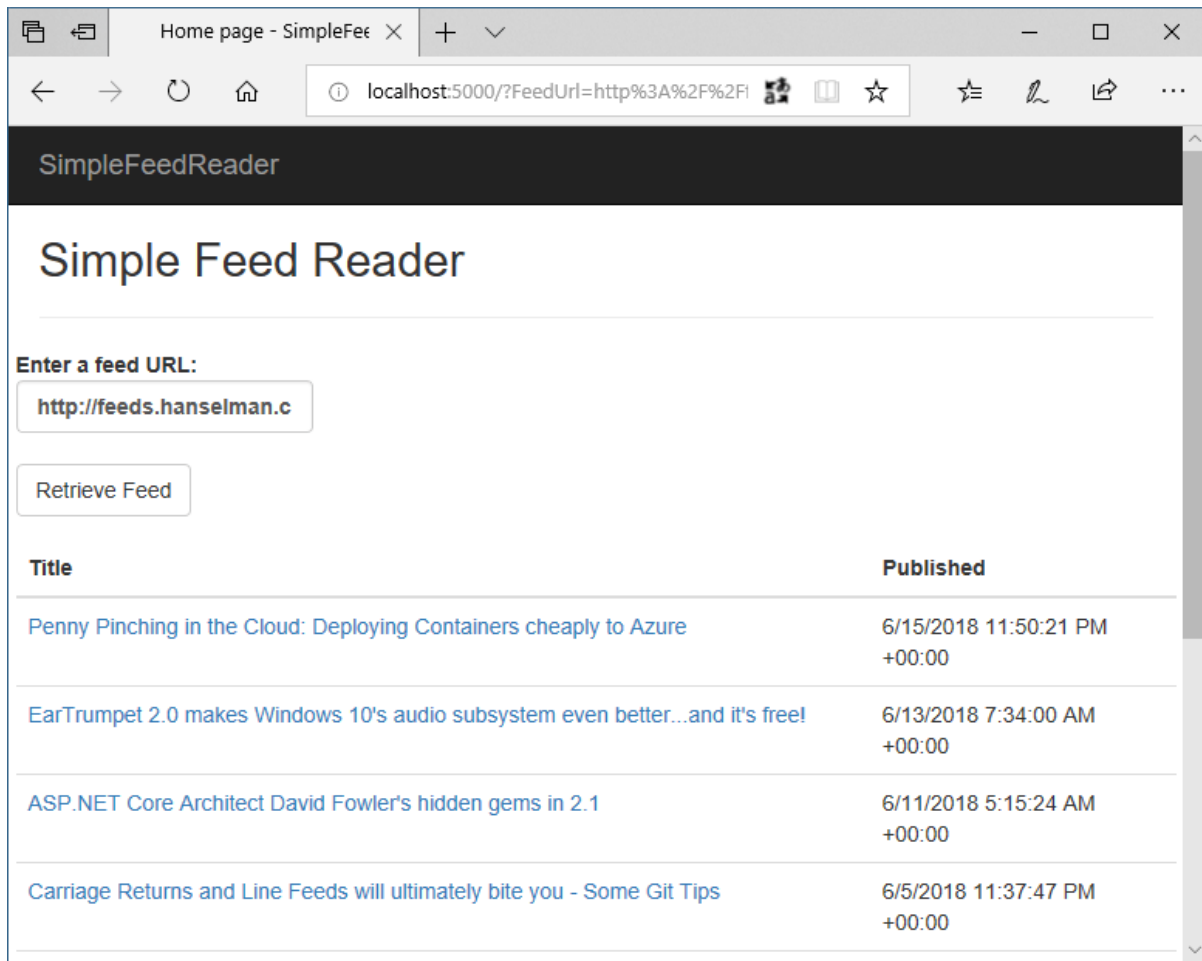 Home page - SimpleFee
localhost:5000/?FeedUrl=http%3A%2F%2Ff
SimpleFeedReader
Simple Feed Reader
Enter a feed URL:
http://feeds.hanselman.c
Retrieve Feed
Title Published
Penny Pinching in the Cloud: Deploying Containers cheaply to Azure 6/15/2018 11:50:21 PM
+00:00
EarTrumpet 2.0 makes Windows 10's audio subsystem even better...and it's free! 6/13/2018 7:34:00 AM
+00:00
ASP.NET Core Architect David Fowler's hidden gems in 2.1 6/11/2018 5:15:24 AM
+00:00
Carriage Returns and Line Feeds will ultimately bite you - Some Git Tips 6/5/2018 11:37:47 PM
+00:00